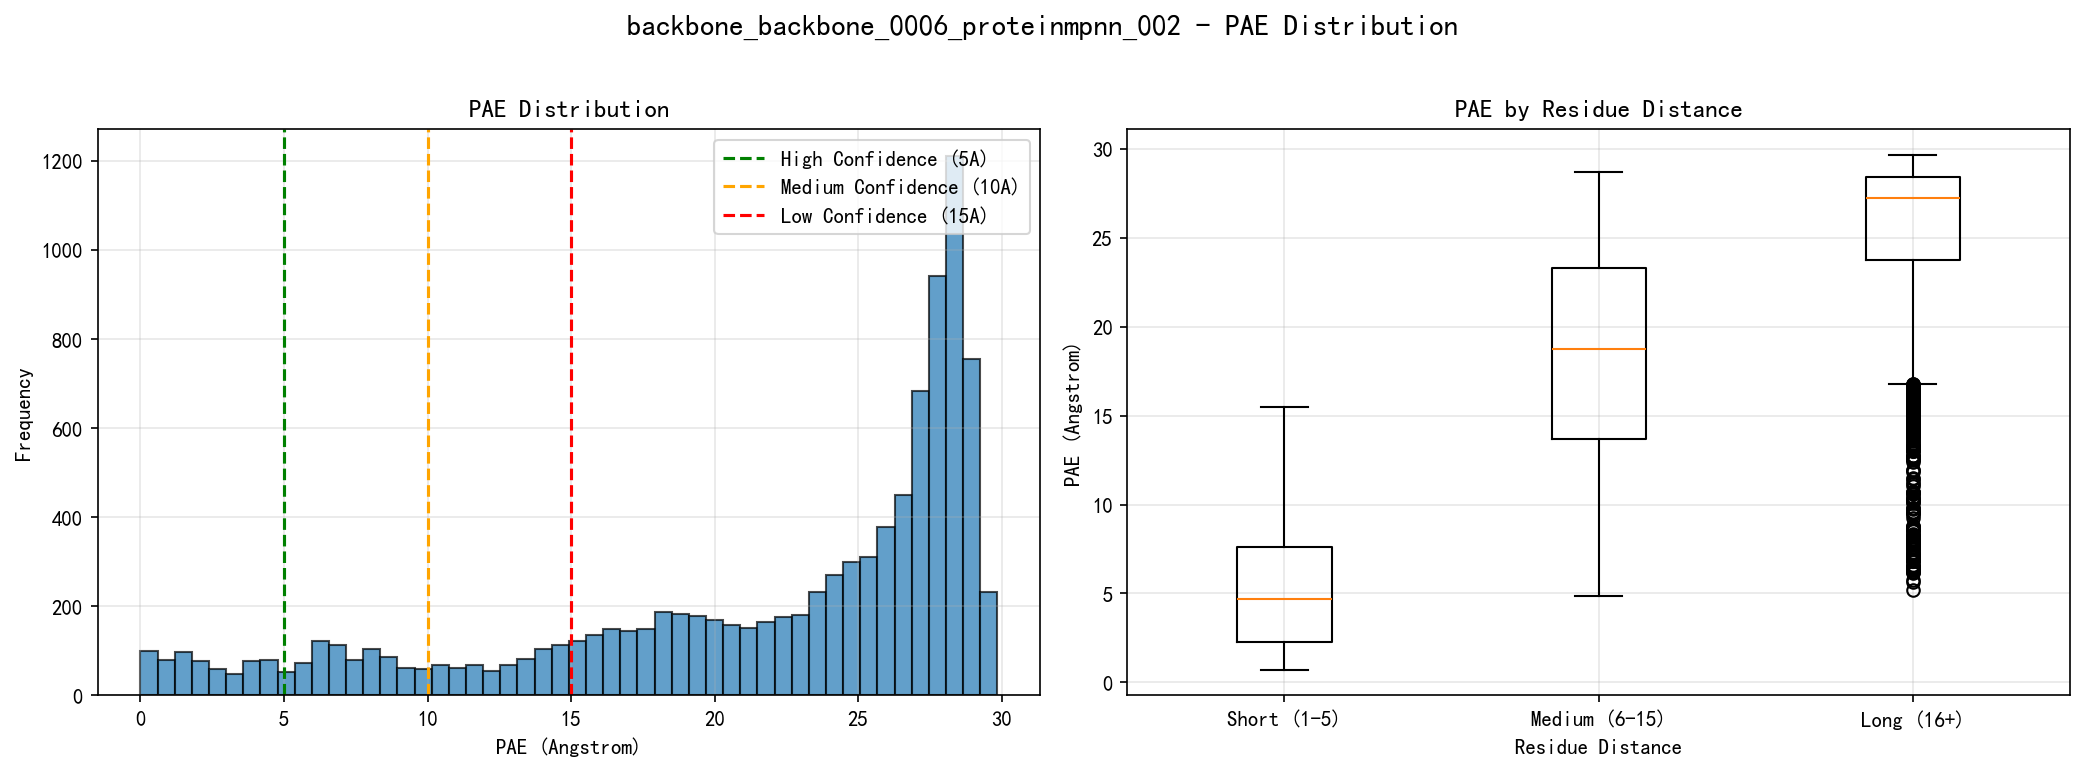 backbone_backbone_0006_proteinmpnn_002 - PAE Distribution
PAE Distribution
High Confidence (5A)
Medium Confidence (10A)
Low Confidence (15A)
Frequency
1200
1000
800
600
400
200
0
0 5 10 15 20 25 30
PAE (Angstrom)
PAE by Residue Distance
PAE (Angstrom)
30
25
20
15
10
5
0
Short (1-5) Medium (6-15) Long (16+)
Residue Distance